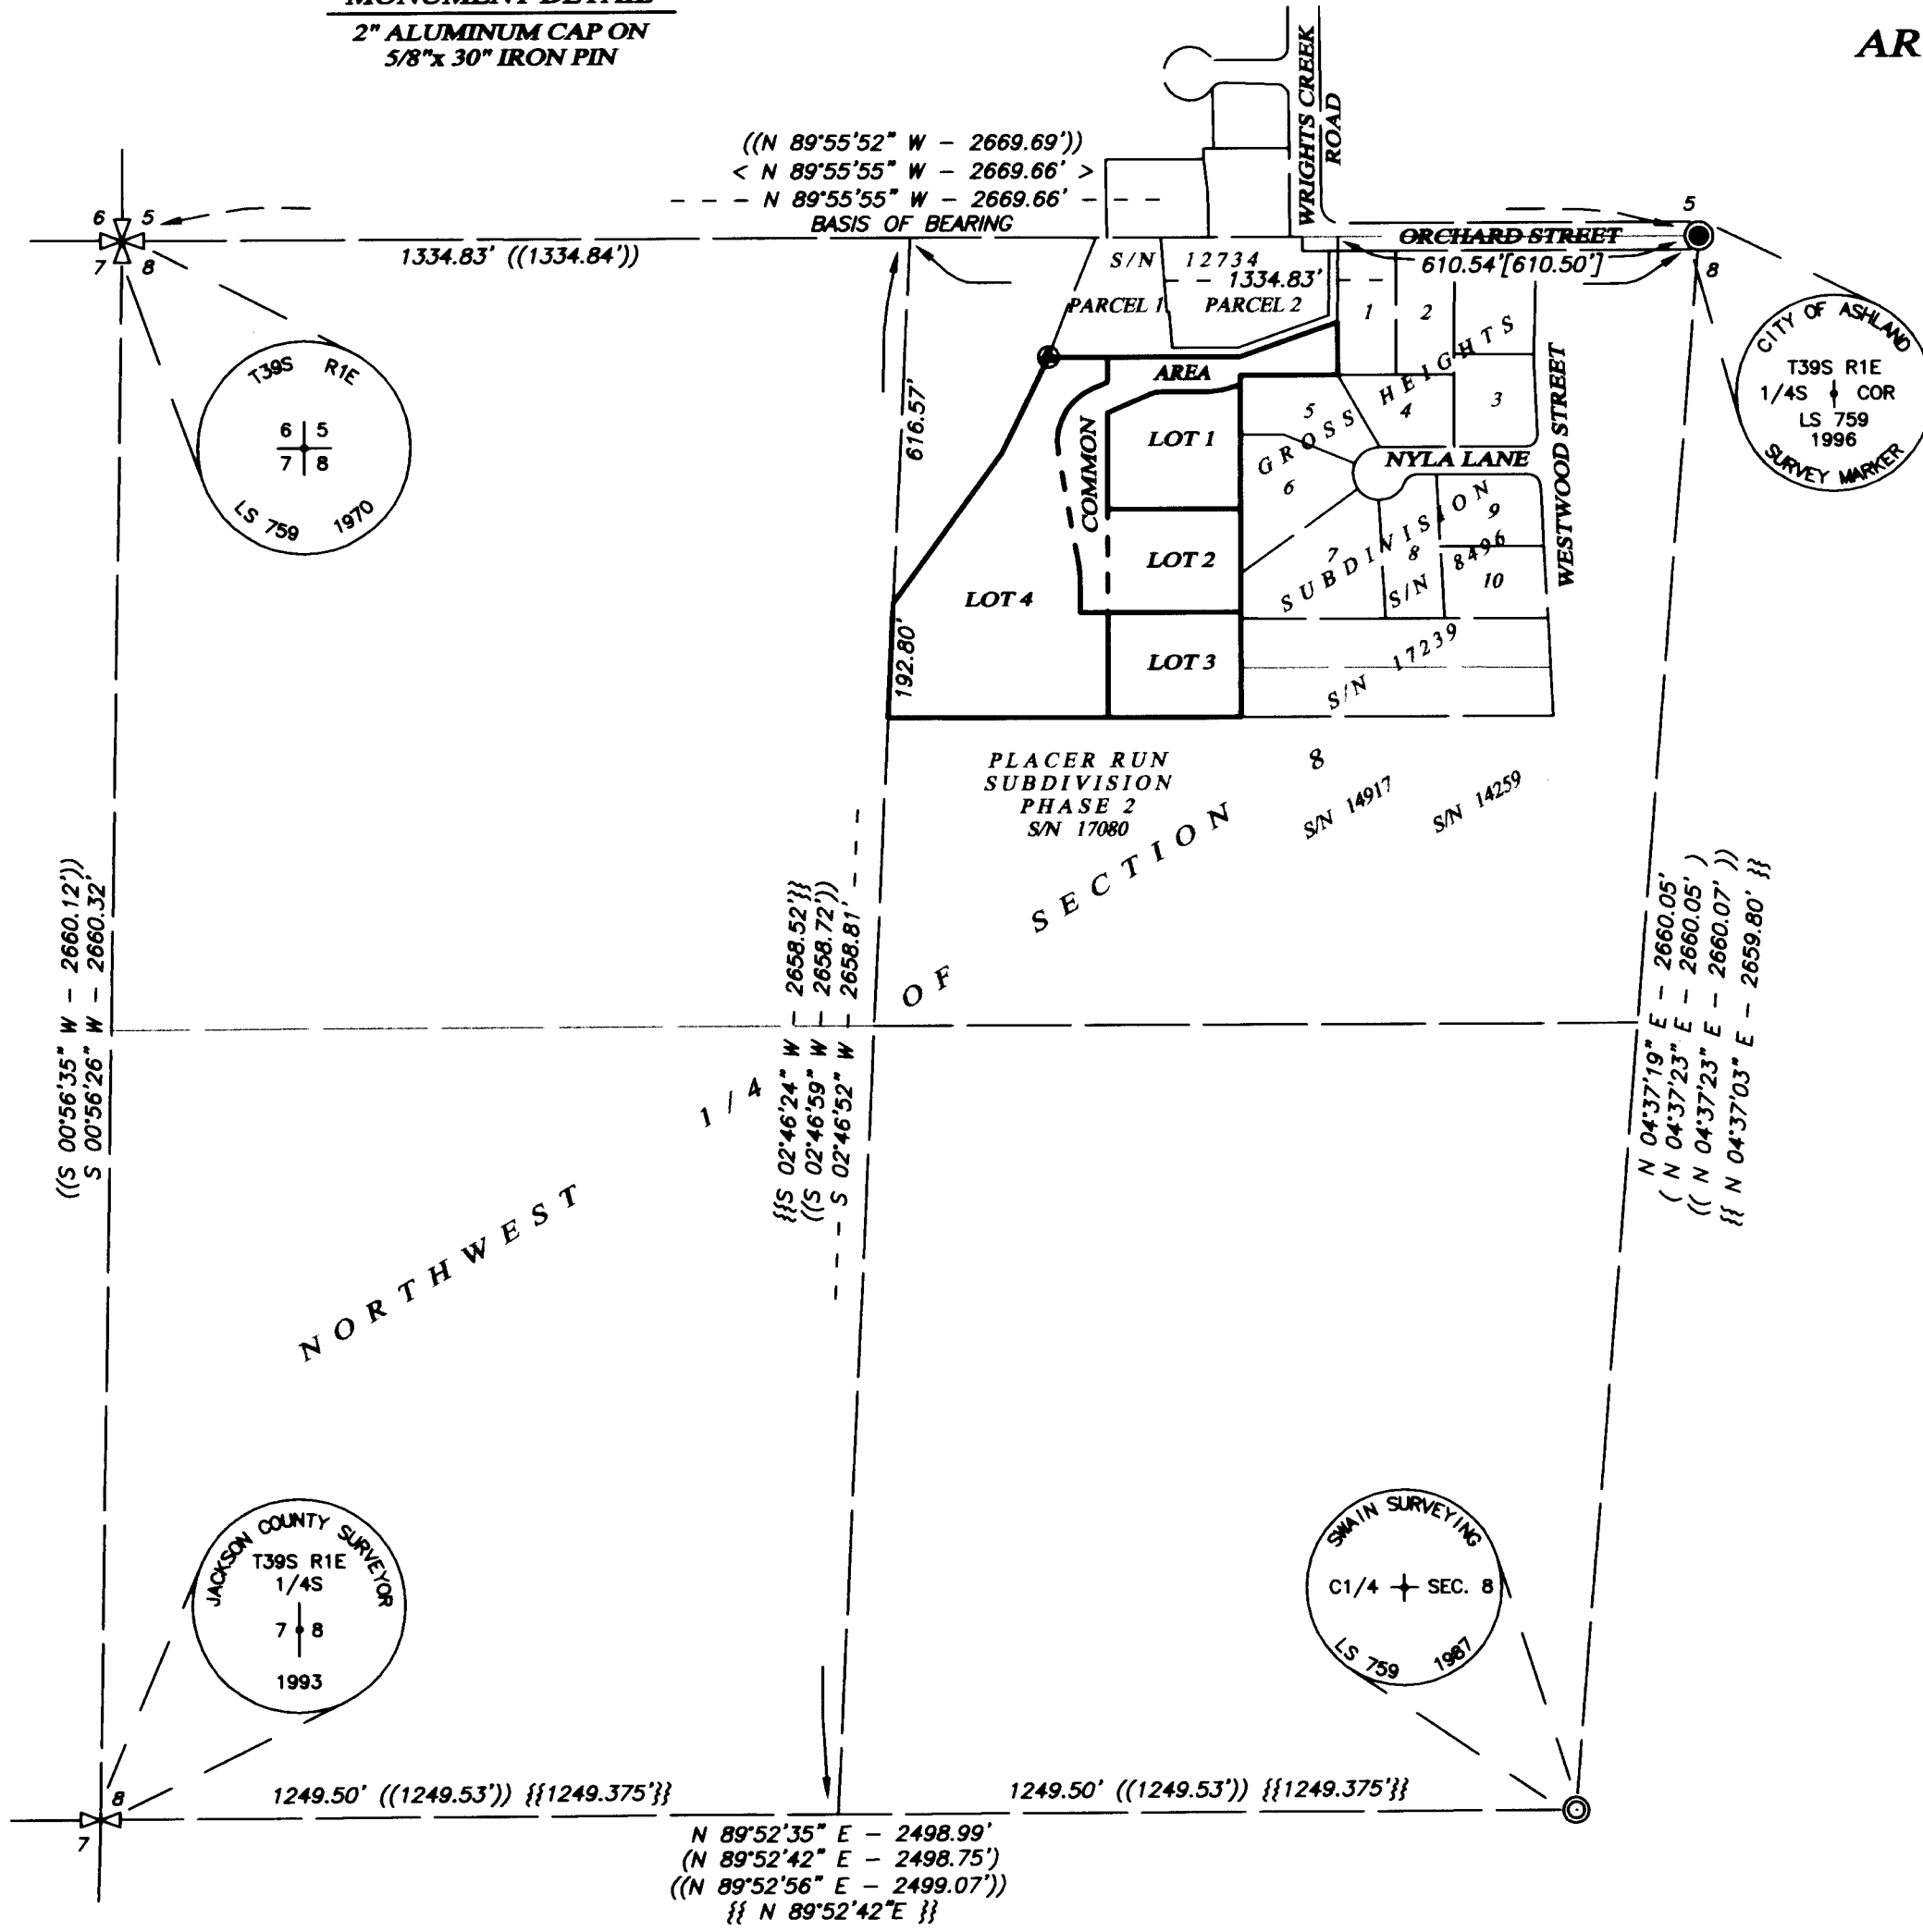 MONUMENT DETAIL
2" ALUMINUM CAP ON
5/8"x 30" IRON PIN
AR
WRIGHTS CREEK
ROAD
((N 89°55'52" W - 2669.69'))
< N 89°55'55" W - 2669.66' >
- - - N 89°55'55" W - 2669.66' - - -
BASIS OF BEARING
6 5
7 8
1334.83' ((1334.84'))
5
8
ORCHARD STREET
610.54'[610.50']
S/N 12734
- - 1334.83' - -
PARCEL 1
PARCEL 2
1
2
3
4
5
6
7
8
9
10
GROSS HEIGHTS
SUBDIVISION
S/N 8496
NYLA LANE
WESTWOOD STREET
CITY OF ASHLAND
T39S R1E
1/4S COR
LS 759
1996
SURVEY MARKER
T39S R1E
6 5
7 8
LS 759 1970
616.57'
192.80'
COMMON
AREA
LOT 1
LOT 2
LOT 3
LOT 4
S/N 17239
PLACER RUN
SUBDIVISION
PHASE 2
S/N 17080
S/N 14917
S/N 14259
NORTHWEST 1/4 OF SECTION 8
((S 00°56'35" W - 2660.12'))
S 00°56'26" W - 2660.32'
{{S 02°46'24" W - 2658.52'}}
((S 02°46'59" W - 2658.72'))
- - - S 02°46'52" W - 2658.81' - - -
N 04°37'19" E - 2660.05'
( N 04°37'23" E - 2660.05' )
(( N 04°37'23" E - 2660.07' ))
{{ N 04°37'03" E - 2659.80' }}
JACKSON COUNTY SURVEYOR
T39S R1E
1/4S
7 8
1993
SWAIN SURVEYING
C1/4 SEC. 8
LS 759 1987
8
7
1249.50' ((1249.53')) {{1249.375'}}
1249.50' ((1249.53')) {{1249.375'}}
N 89°52'35" E - 2498.99'
(N 89°52'42" E - 2498.75')
((N 89°52'56" E - 2499.07'))
{{ N 89°52'42"E }}